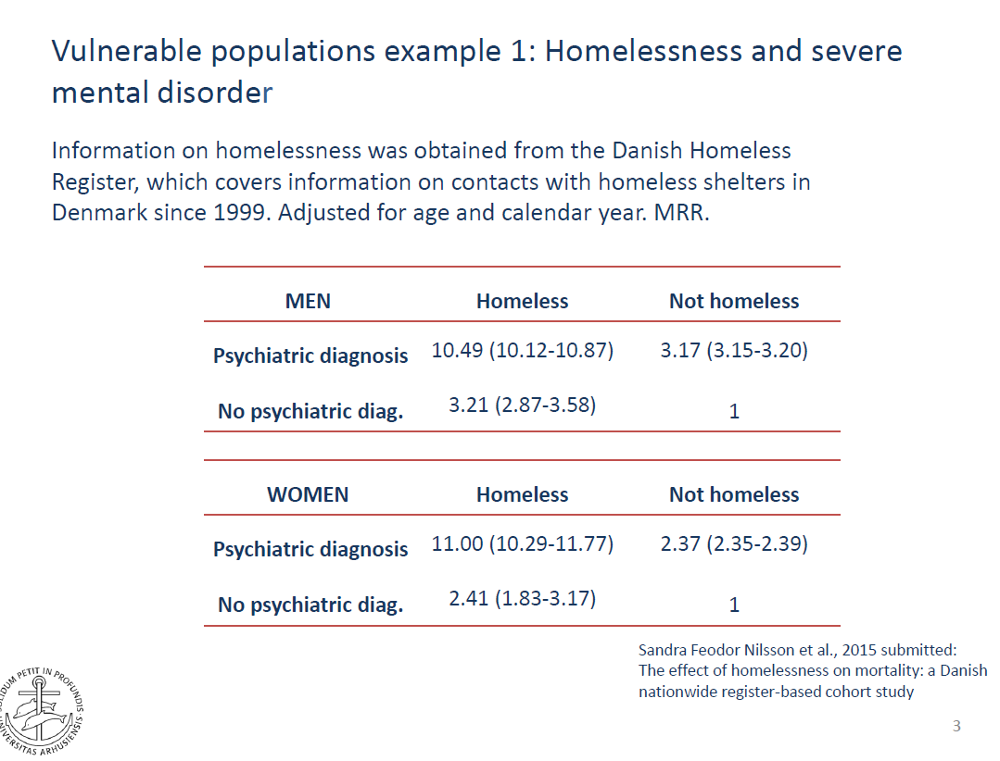 Vulnerable populations example 1: Homelessness and severe
mental disorder
Information on homelessness was obtained from the Danish Homeless
Register, which covers information on contacts with homeless shelters in
Denmark since 1999. Adjusted for age and calendar year. MRR.
MEN Homeless Not homeless
Psychiatric diagnosis 10.49 (10.12-10.87) 3.17 (3.15-3.20)
No psychiatric diag. 3.21 (2.87-3.58) 1
WOMEN Homeless Not homeless
Psychiatric diagnosis 11.00 (10.29-11.77) 2.37 (2.35-2.39)
No psychiatric diag. 2.41 (1.83-3.17) 1
Sandra Feodor Nilsson et al., 2015 submitted:
The effect of homelessness on mortality: a Danish
nationwide register-based cohort study
SOLIDUM PETIT IN PROFUNDIS
UNIVERSITAS ARHUSIENSIS
3